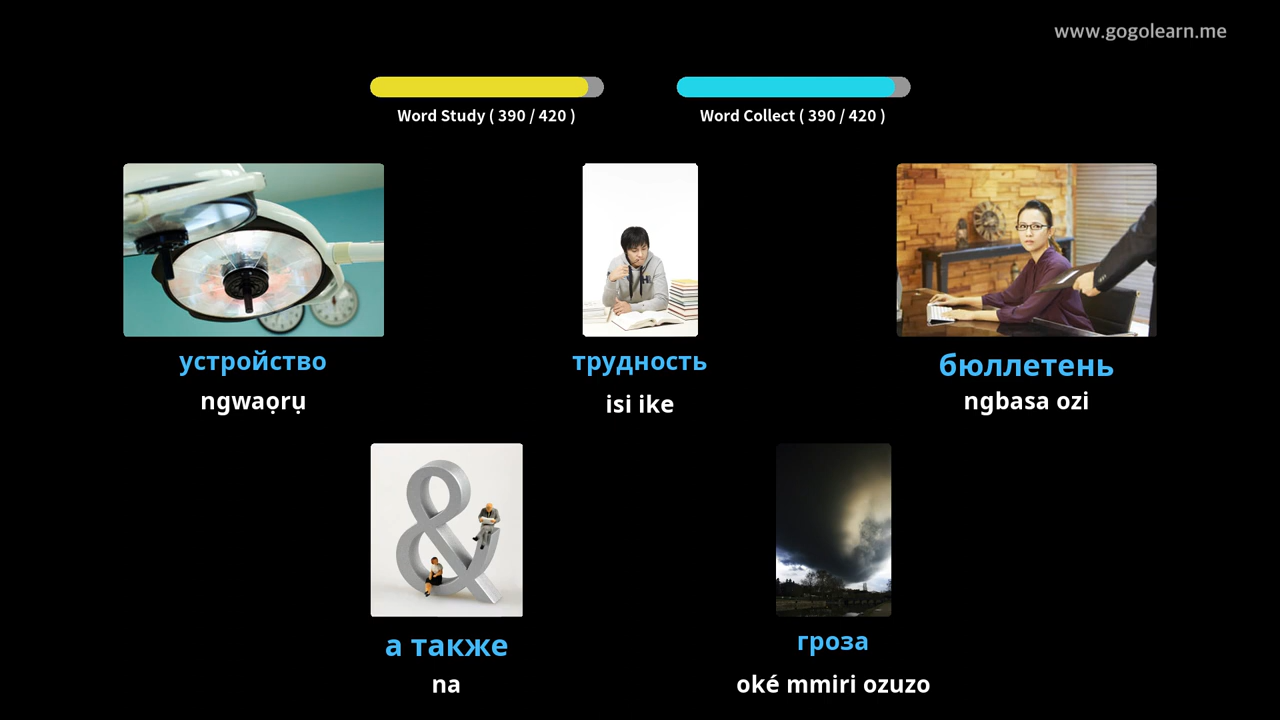 www.gogolearn.me
Word Study ( 390 / 420 )
Word Collect ( 390 / 420 )
устройство
трудность
бюллетень
ngwaọrụ
isi ike
ngbasa ozi
а также
гроза
na
oké mmiri ozuzo